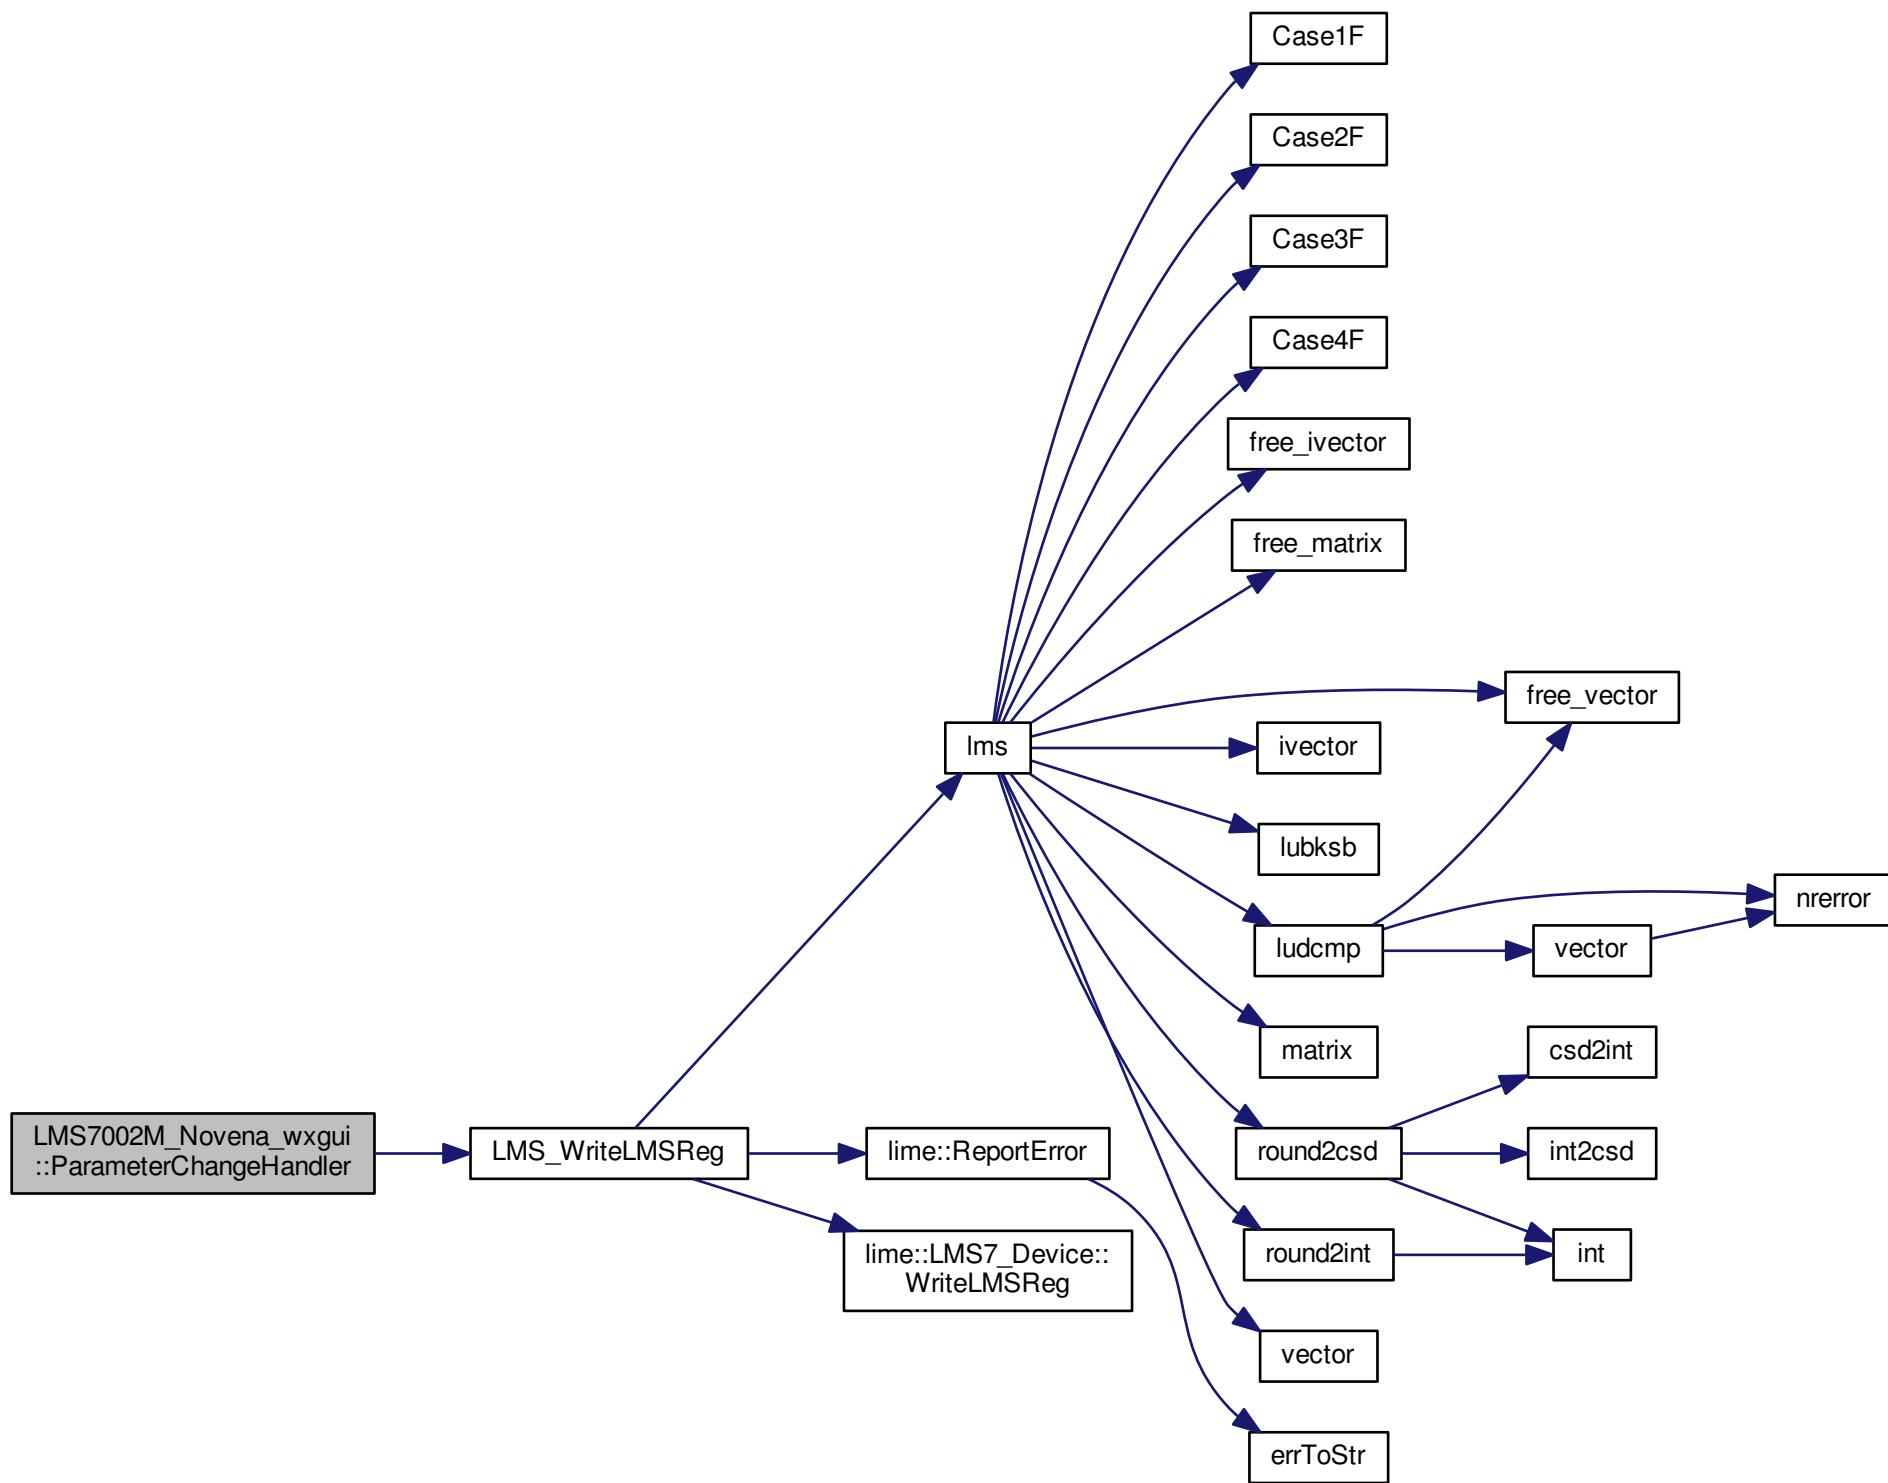 Case1F
Case2F
Case3F
Case4F
free_ivector
free_matrix
free_vector
lms
ivector
lubksb
nrerror
ludcmp
vector
matrix
csd2int
LMS7002M_Novena_wxgui
::ParameterChangeHandler
LMS_WriteLMSReg
lime::ReportError
round2csd
int2csd
lime::LMS7_Device::
WriteLMSReg
round2int
int
vector
errToStr